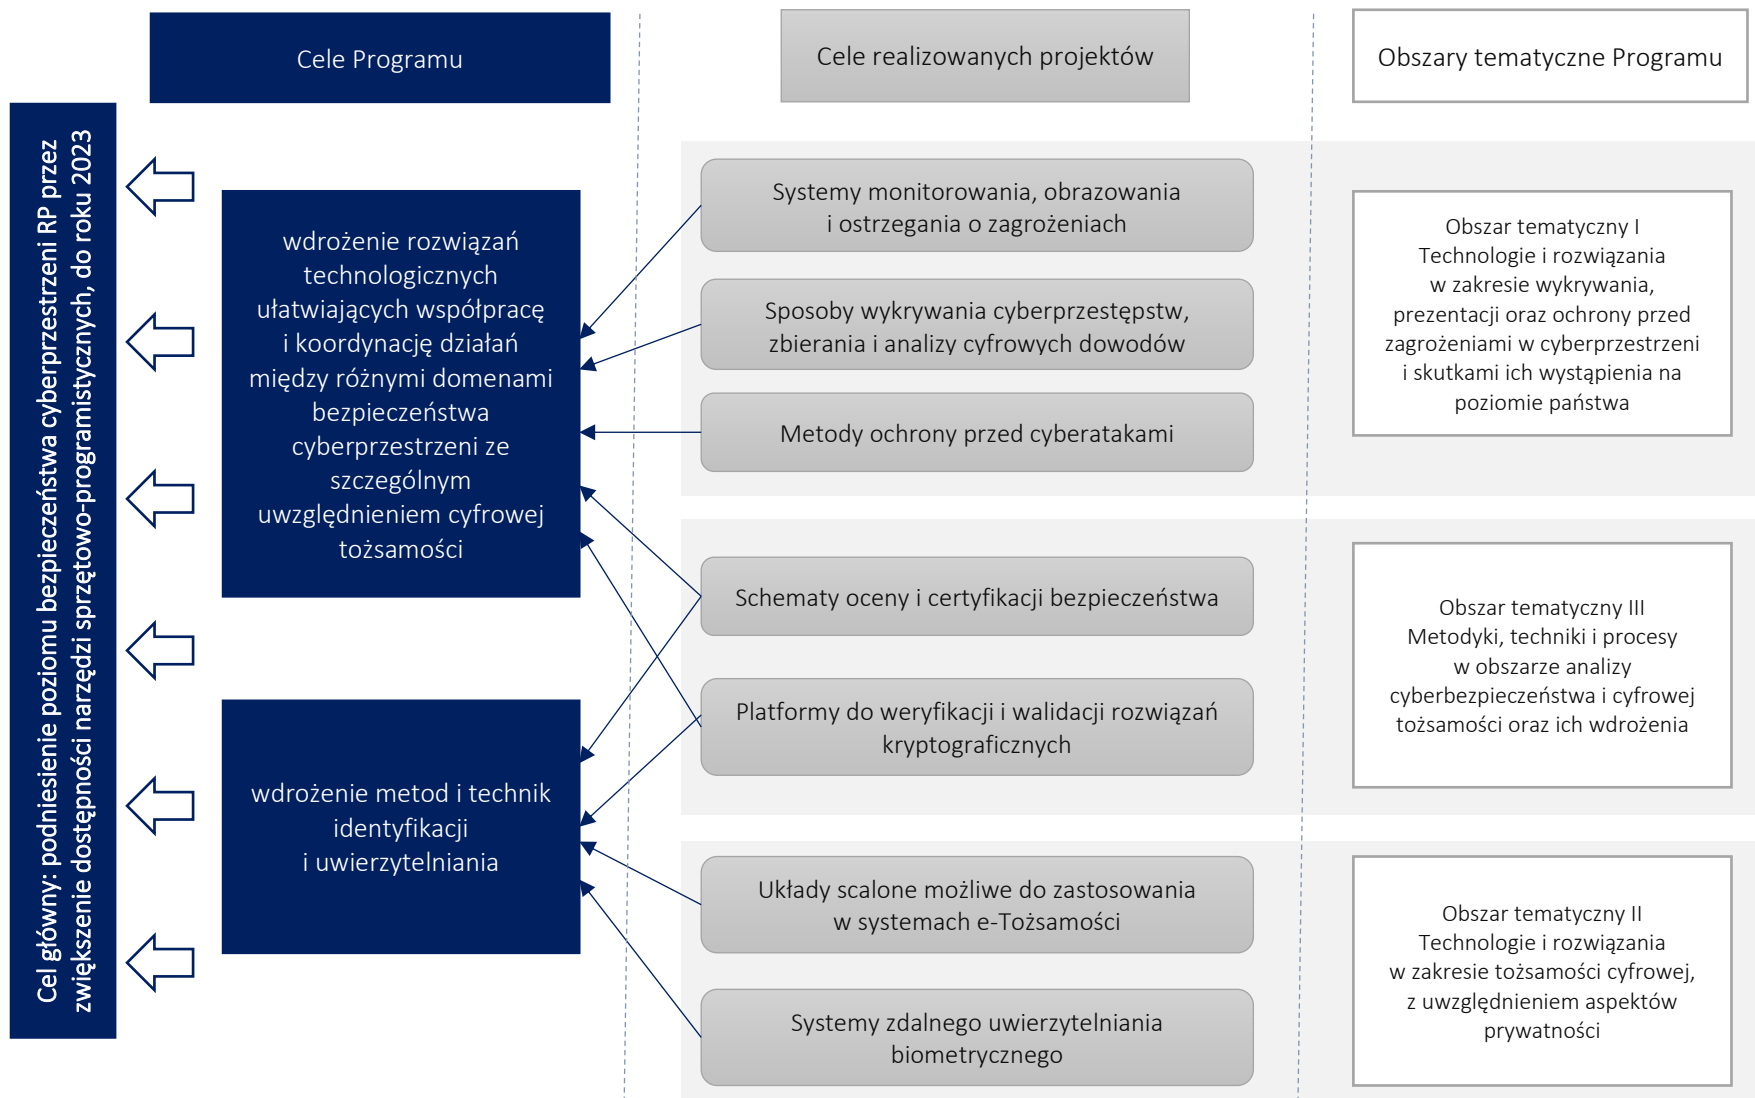 Cele Programu
Cele realizowanych projektów
Obszary tematyczne Programu
Cel główny: podniesienie poziomu bezpieczeństwa cyberprzestrzeni RP przez
zwiększenie dostępności narzędzi sprzętowo-programistycznych, do roku 2023
wdrożenie rozwiązań
technologicznych
ułatwiających współpracę
i koordynację działań
między różnymi domenami
bezpieczeństwa
cyberprzestrzeni ze
szczególnym
uwzględnieniem cyfrowej
tożsamości
wdrożenie metod i technik
identyfikacji
i uwierzytelniania
Systemy monitorowania, obrazowania
i ostrzegania o zagrożeniach
Sposoby wykrywania cyberprzestępstw,
zbierania i analizy cyfrowych dowodów
Metody ochrony przed cyberatakami
Schematy oceny i certyfikacji bezpieczeństwa
Platformy do weryfikacji i walidacji rozwiązań
kryptograficznych
Układy scalone możliwe do zastosowania
w systemach e-Tożsamości
Systemy zdalnego uwierzytelniania
biometrycznego
Obszar tematyczny I
Technologie i rozwiązania
w zakresie wykrywania,
prezentacji oraz ochrony przed
zagrożeniami w cyberprzestrzeni
i skutkami ich wystąpienia na
poziomie państwa
Obszar tematyczny III
Metodyki, techniki i procesy
w obszarze analizy
cyberbezpieczeństwa i cyfrowej
tożsamości oraz ich wdrożenia
Obszar tematyczny II
Technologie i rozwiązania
w zakresie tożsamości cyfrowej,
z uwzględnieniem aspektów
prywatności